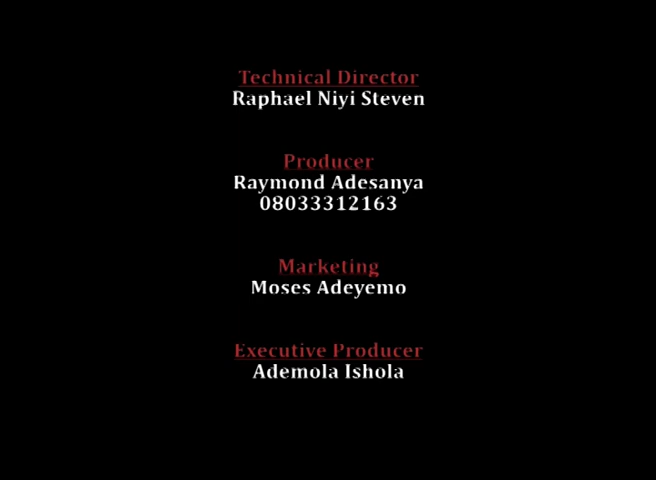 Technical Director
Raphael Niyi Steven
Producer
Raymond Adesanya
08033312163
Marketing
Moses Adeyemo
Executive Producer
Ademola Ishola